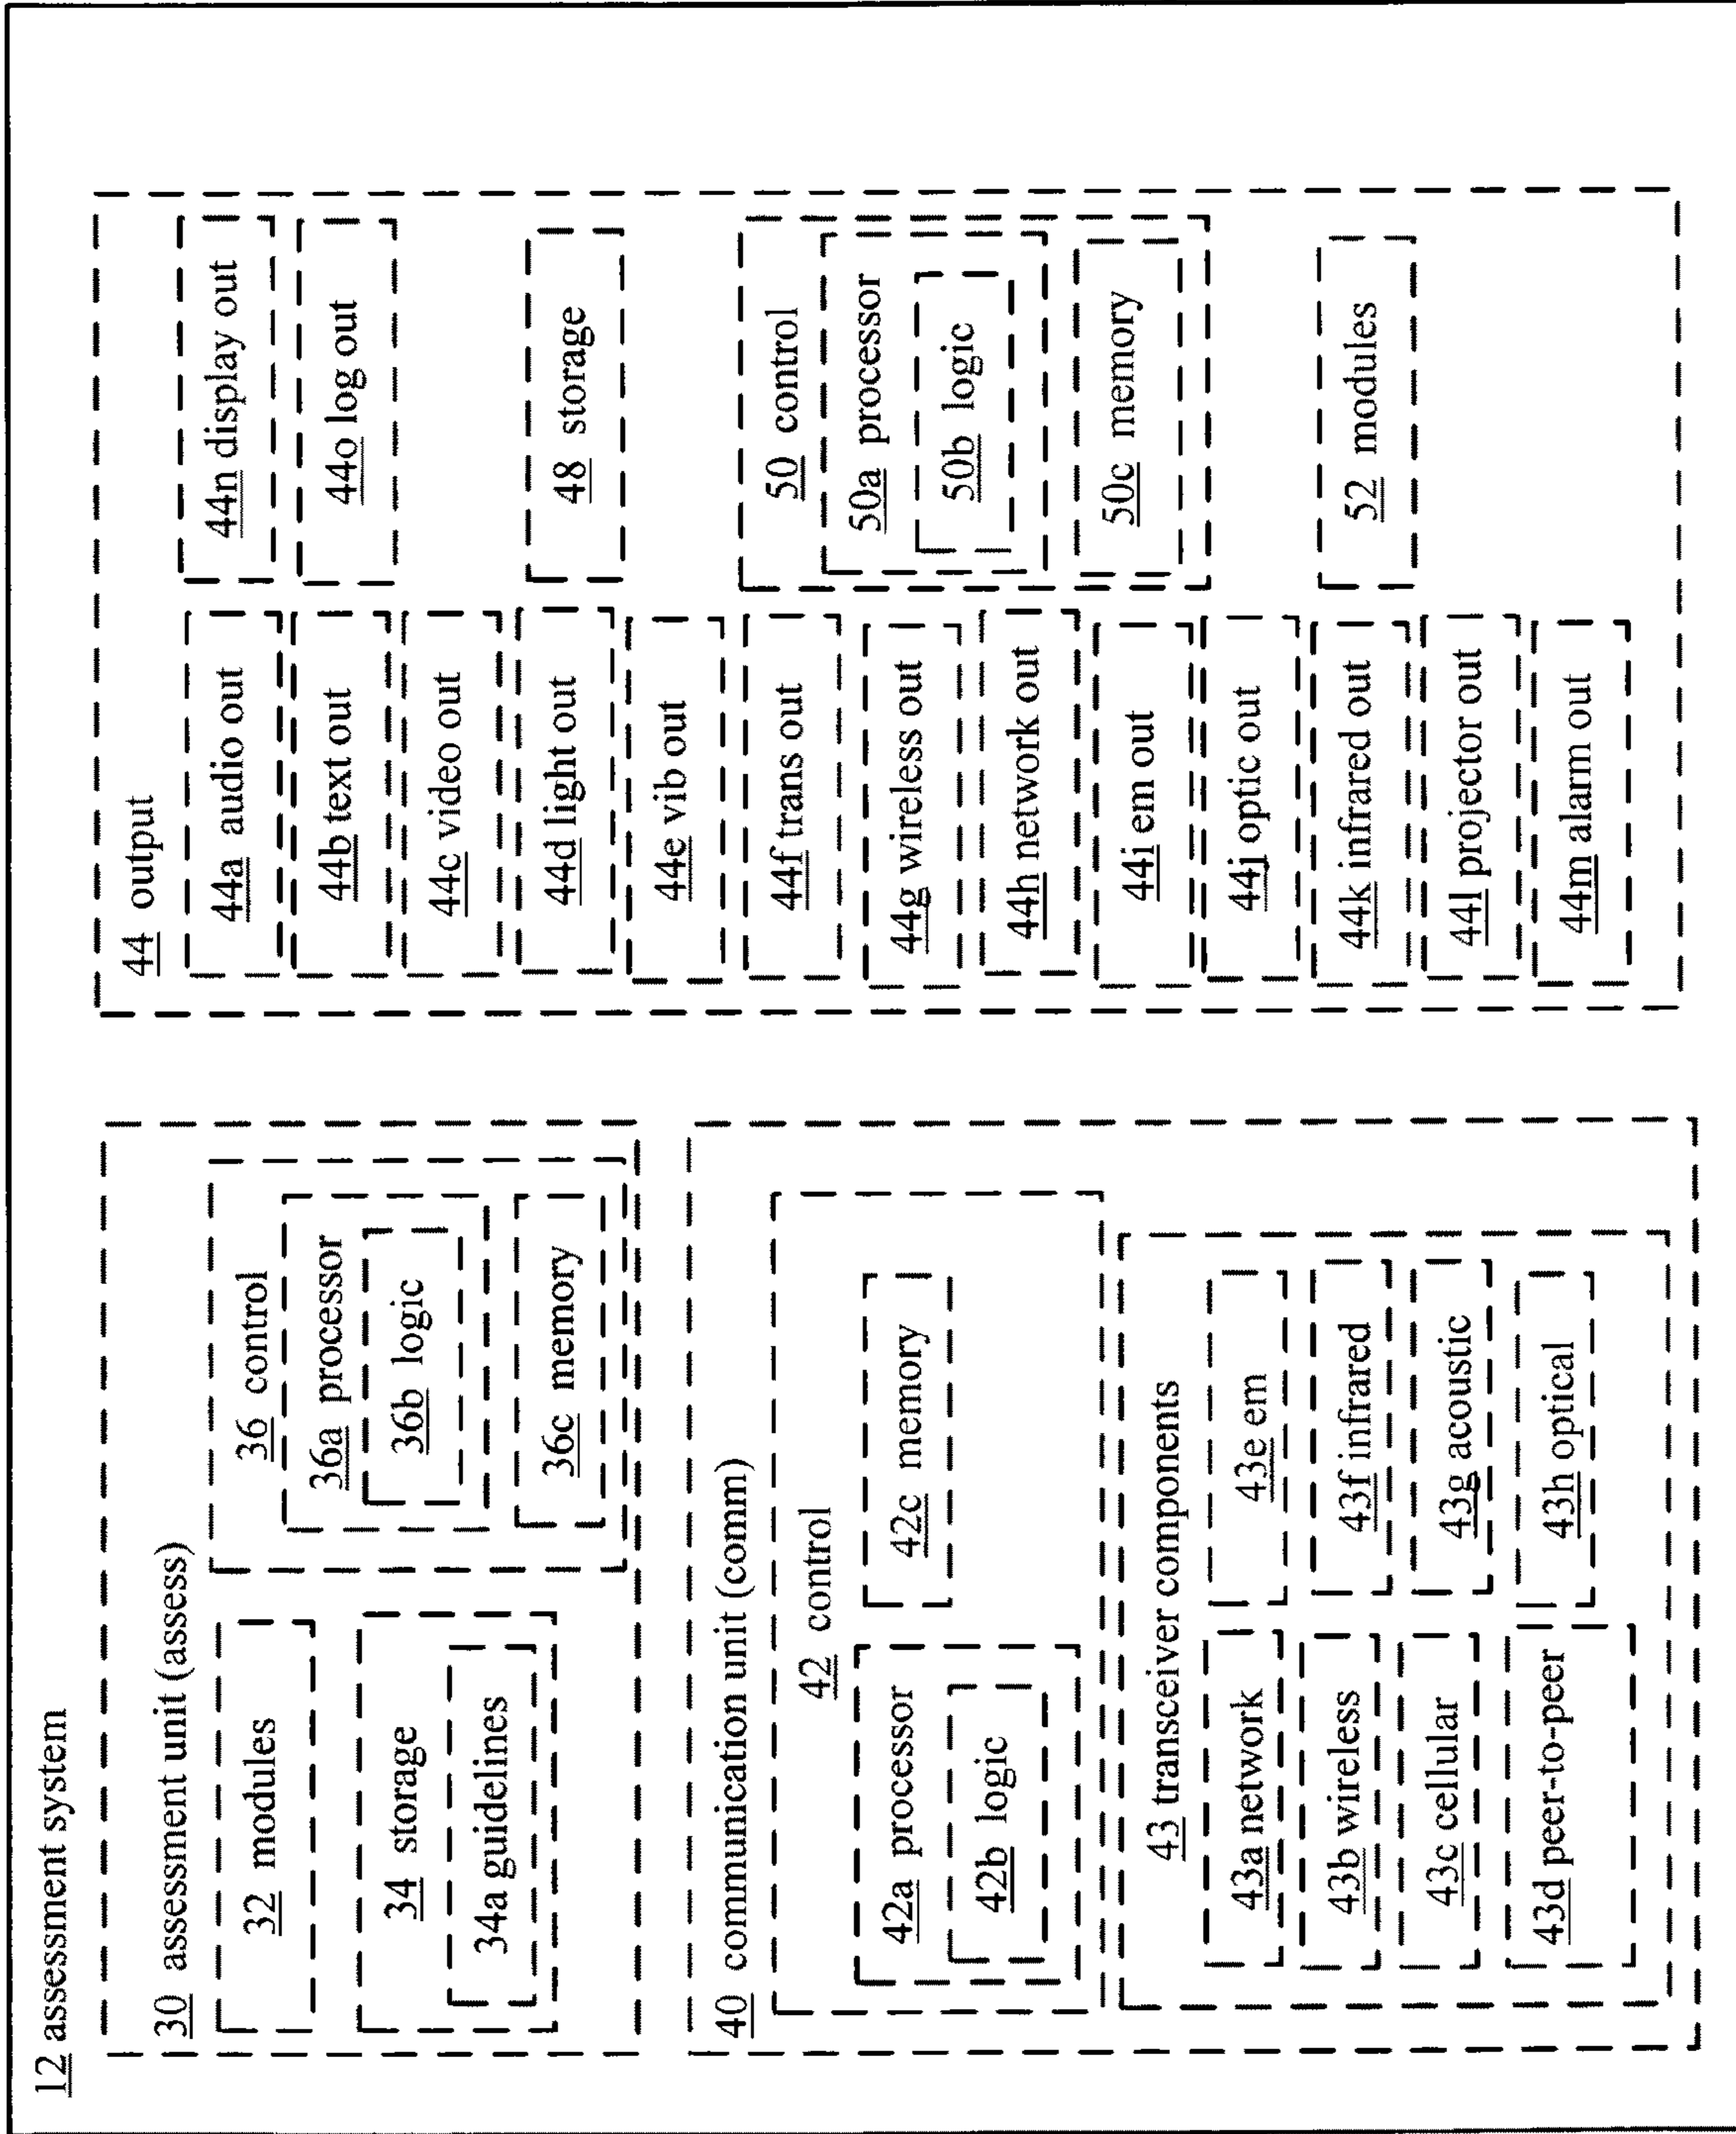 12 assessment system
30 assessment unit (assess)
32 modules
34 storage
34a guidelines
36 control
36a processor
36b logic
36c memory
40 communication unit (comm)
42 control
42a processor
42b logic
42c memory
43 transceiver components
43a network
43b wireless
43c cellular
43d peer-to-peer
43e em
43f infrared
43g acoustic
43h optical
44 output
44a audio out
44b text out
44c video out
44d light out
44e vib out
44f trans out
44g wireless out
44h network out
44i em out
44j optic out
44k infrared out
44l projector out
44m alarm out
44n display out
44o log out
48 storage
50 control
50a processor
50b logic
50c memory
52 modules